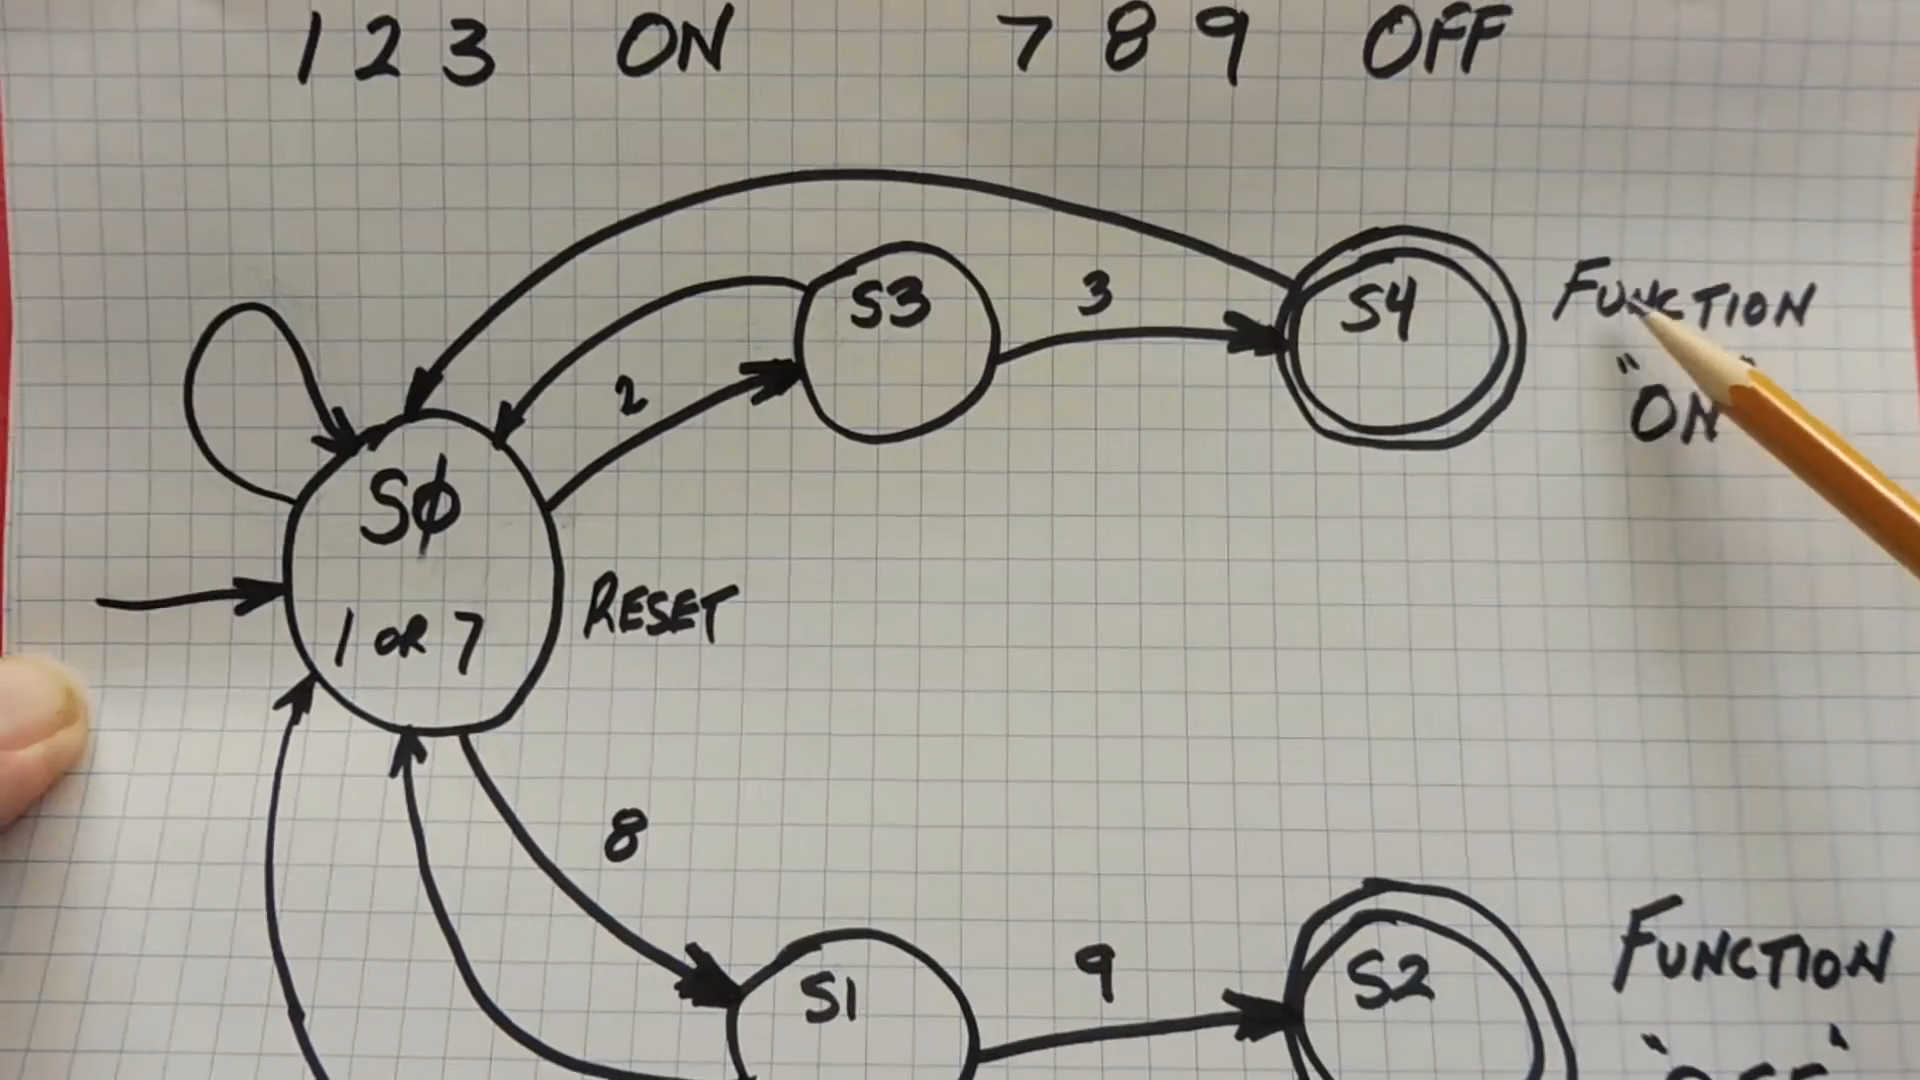 1 2 3 ON 7 8 9 OFF
S3
3
S4
FUNCTION
"ON"
2
SØ
1 OR 7
RESET
8
S1
9
S2
FUNCTION
"OFF"